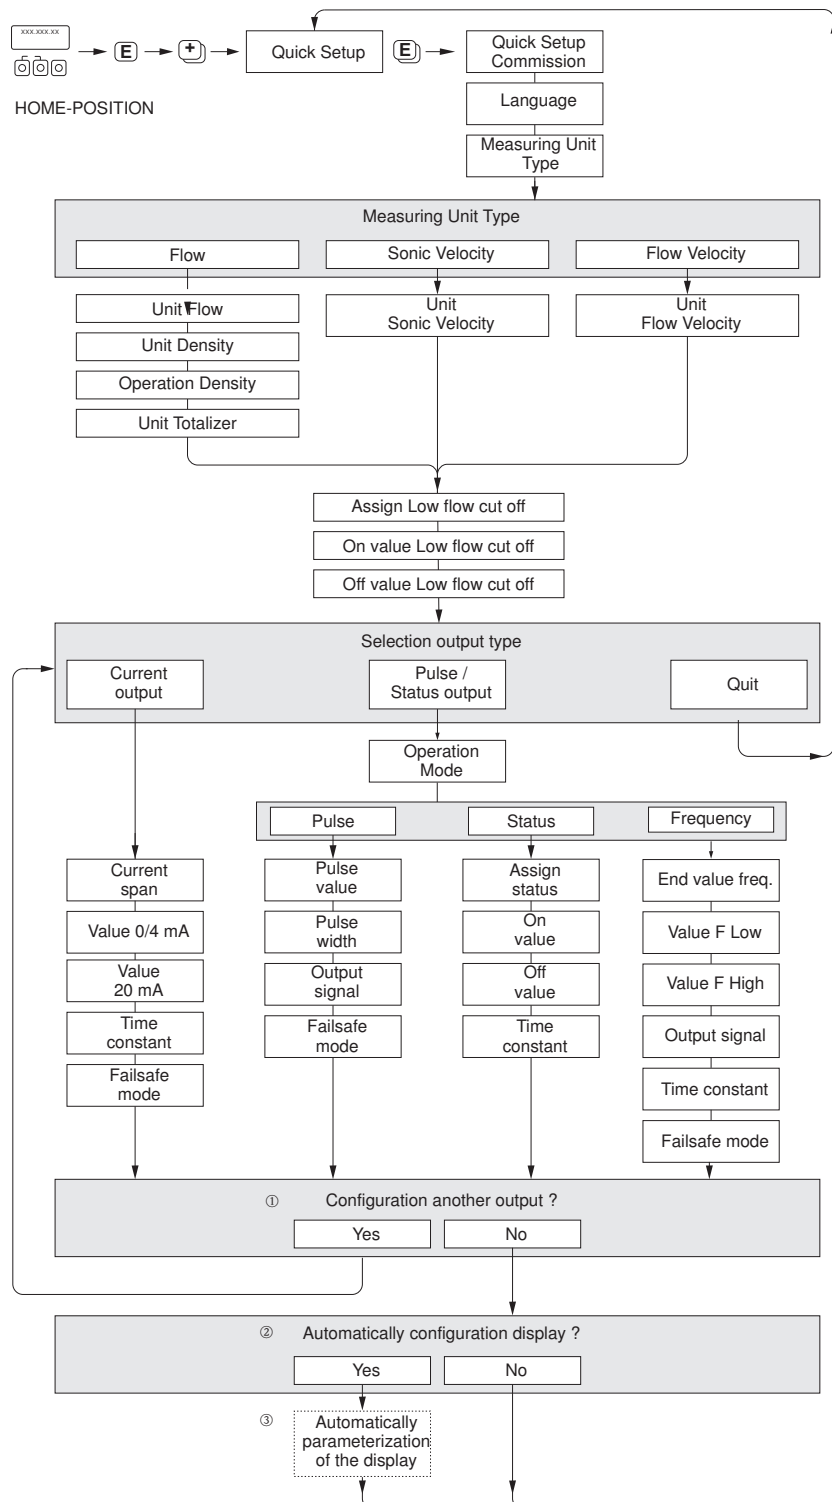 xxx.xxx.xx
E
+
Quick Setup
E
Quick Setup
Commission
HOME-POSITION
Language
Measuring Unit
Type
Measuring Unit Type
Flow
Sonic Velocity
Flow Velocity
Unit Flow
Unit
Sonic Velocity
Unit
Flow Velocity
Unit Density
Operation Density
Unit Totalizer
Assign Low flow cut off
On value Low flow cut off
Off value Low flow cut off
Selection output type
Current
output
Pulse /
Status output
Quit
Operation
Mode
Pulse
Status
Frequency
Current
span
Value 0/4 mA
Value
20 mA
Time
constant
Failsafe
mode
Pulse
value
Pulse
width
Output
signal
Failsafe
mode
Assign
status
On
value
Off
value
Time
constant
End value freq.
Value F Low
Value F High
Output signal
Time constant
Failsafe mode
① Configuration another output ?
Yes
No
② Automatically configuration display ?
Yes
No
③ Automatically
parameterization
of the display